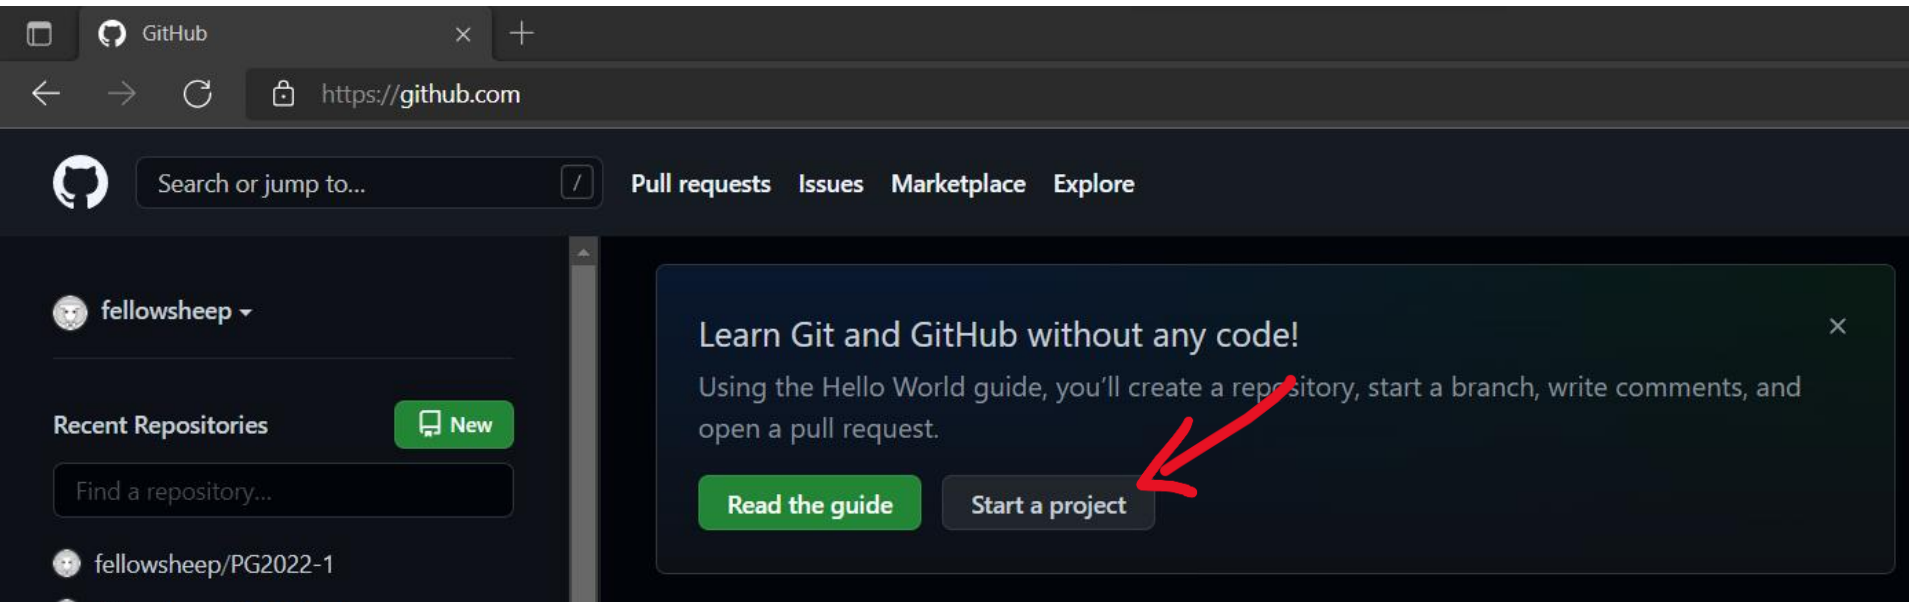 GitHub
https://github.com
Search or jump to...
/
Pull requests Issues Marketplace Explore
fellowsheep
Recent Repositories
New
Find a repository...
fellowsheep/PG2022-1
Learn Git and GitHub without any code!
Using the Hello World guide, you’ll create a repository, start a branch, write comments, and
open a pull request.
Read the guide
Start a project